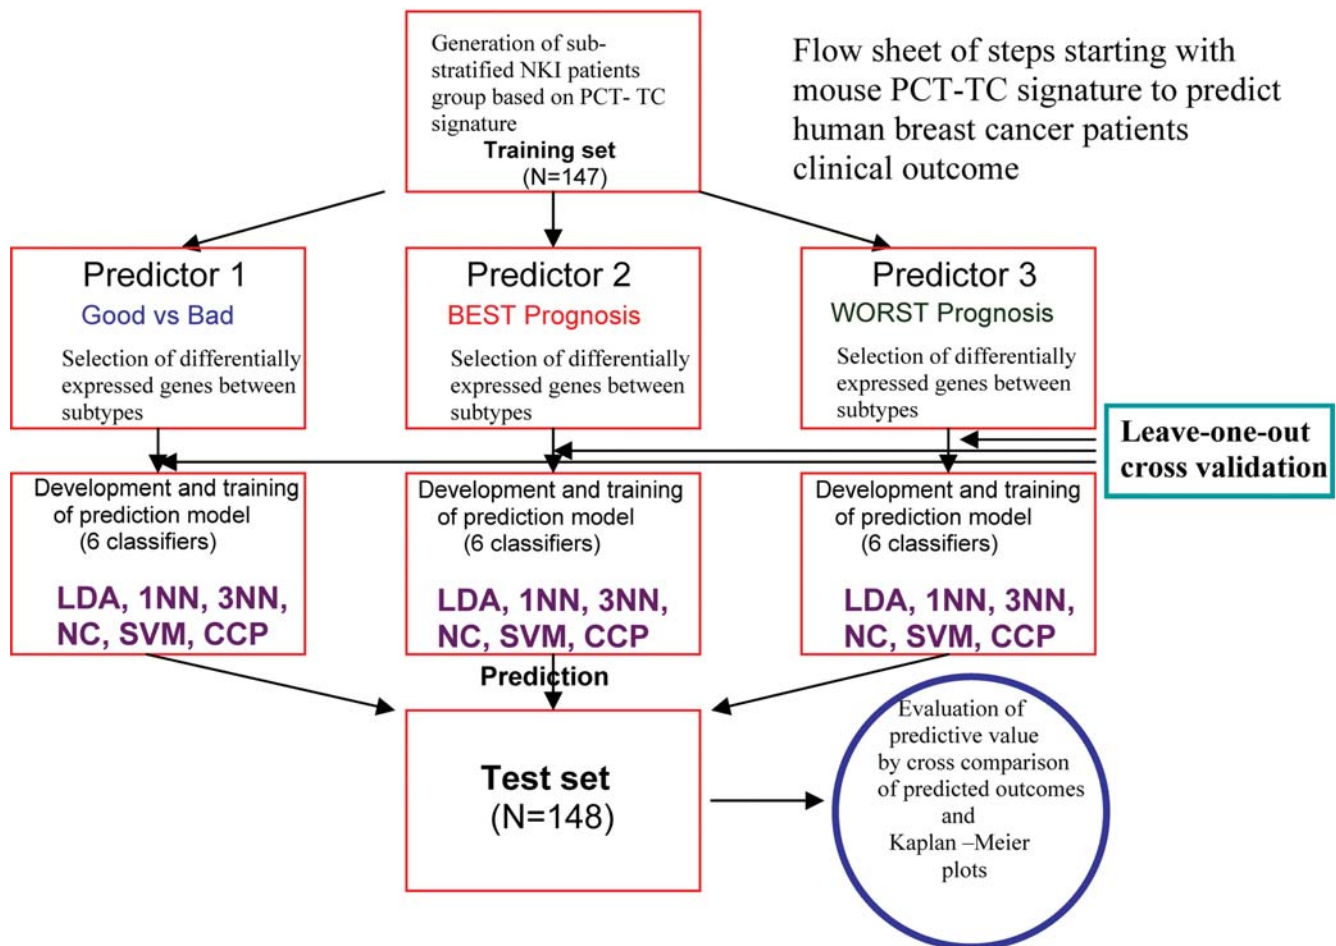 Generation of sub-
stratified NKI patients
group based on PCT- TC
signature
Training set
(N=147)
Flow sheet of steps starting with
mouse PCT-TC signature to predict
human breast cancer patients
clinical outcome
Predictor 1
Good vs Bad
Selection of differentially
expressed genes between
subtypes
Predictor 2
BEST Prognosis
Selection of differentially
expressed genes between
subtypes
Predictor 3
WORST Prognosis
Selection of differentially
expressed genes between
subtypes
Leave-one-out
cross validation
Development and training
of prediction model
(6 classifiers)
LDA, 1NN, 3NN,
NC, SVM, CCP
Development and training
of prediction model
(6 classifiers)
LDA, 1NN, 3NN,
NC, SVM, CCP
Development and training
of prediction model
(6 classifiers)
LDA, 1NN, 3NN,
NC, SVM, CCP
Prediction
Test set
(N=148)
Evaluation of
predictive value
by cross comparison
of predicted outcomes
and
Kaplan –Meier
plots